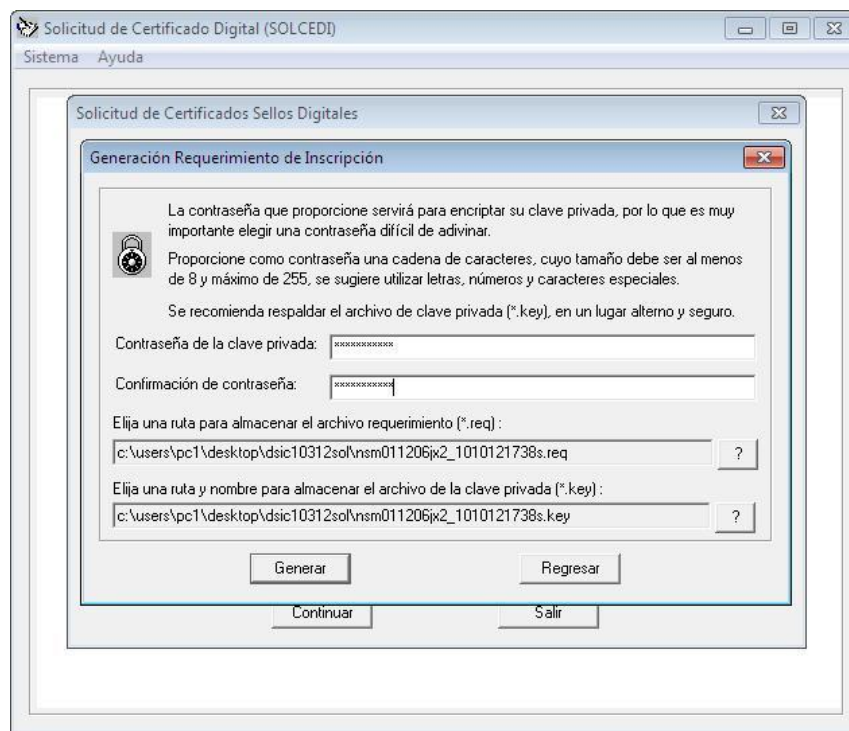 Solicitud de Certificado Digital (SOLCEDI)
Sistema Ayuda
Solicitud de Certificados Sellos Digitales
Generación Requerimiento de Inscripción
La contraseña que proporcione servirá para encriptar su clave privada, por lo que es muy
importante elegir una contraseña difícil de adivinar.
Proporcione como contraseña una cadena de caracteres, cuyo tamaño debe ser al menos
de 8 y máximo de 255, se sugiere utilizar letras, números y caracteres especiales.
Se recomienda respaldar el archivo de clave privada (*.key), en un lugar alterno y seguro.
Contraseña de la clave privada: ***********
Confirmación de contraseña: ***********
Elija una ruta para almacenar el archivo requerimiento (*.req) :
c:\users\pc1\desktop\dsic10312sol\nsm011206jx2_1010121738s.req ?
Elija una ruta y nombre para almacenar el archivo de la clave privada (*.key) :
c:\users\pc1\desktop\dsic10312sol\nsm011206jx2_1010121738s.key ?
Generar Regresar
Continuar Salir